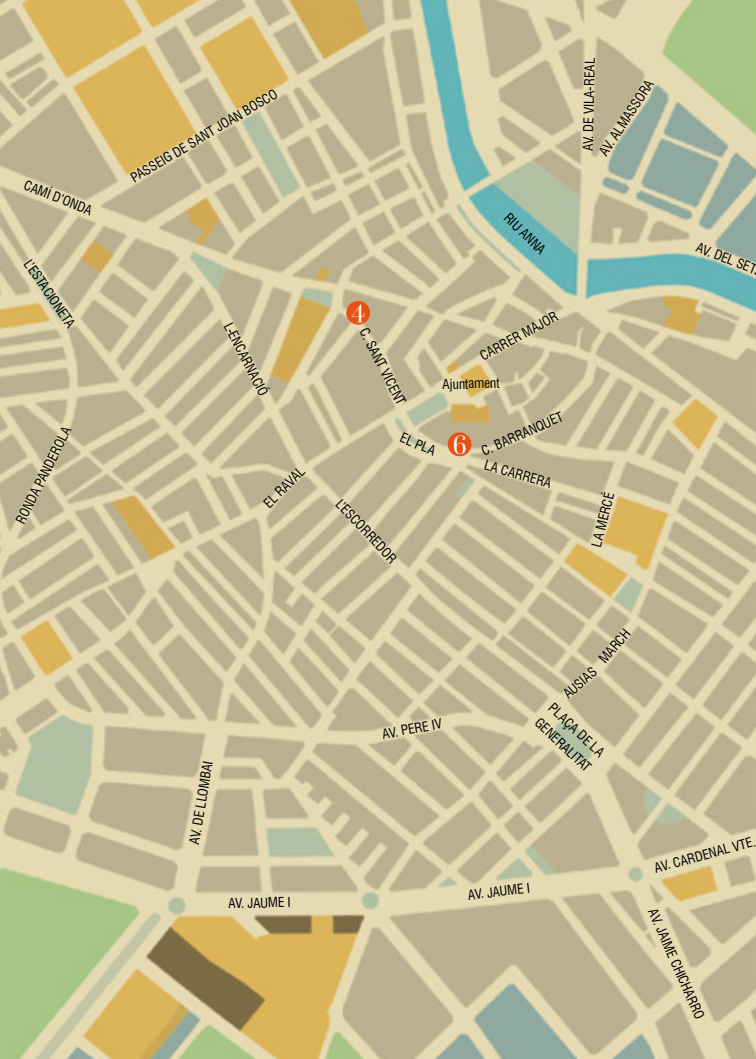 AV. DE VILA-REAL
AV. ALMASSORA
PASSEIG DE SANT JOAN BOSCO
CAMÍ D'ONDA
RIU ANNA
AV. DEL SET.
L'ESTACIONETA
4
CARRER MAJOR
L-ENCARNACIÓ
C. SANT VICENT
Ajuntament
6
EL PLA
C. BARRANQUET
LA CARRERA
RONDA PANDEROLA
EL RAVAL
L'ESCORREDOR
LA MERCÉ
AUSIAS MARCH
PLAÇA DE LA
GENERALITAT
AV. PERE IV
AV. DE LLOMBAI
AV. CARDENAL VTE.
AV. JAUME I
AV. JAUME I
AV. JAIME CHICHARRO